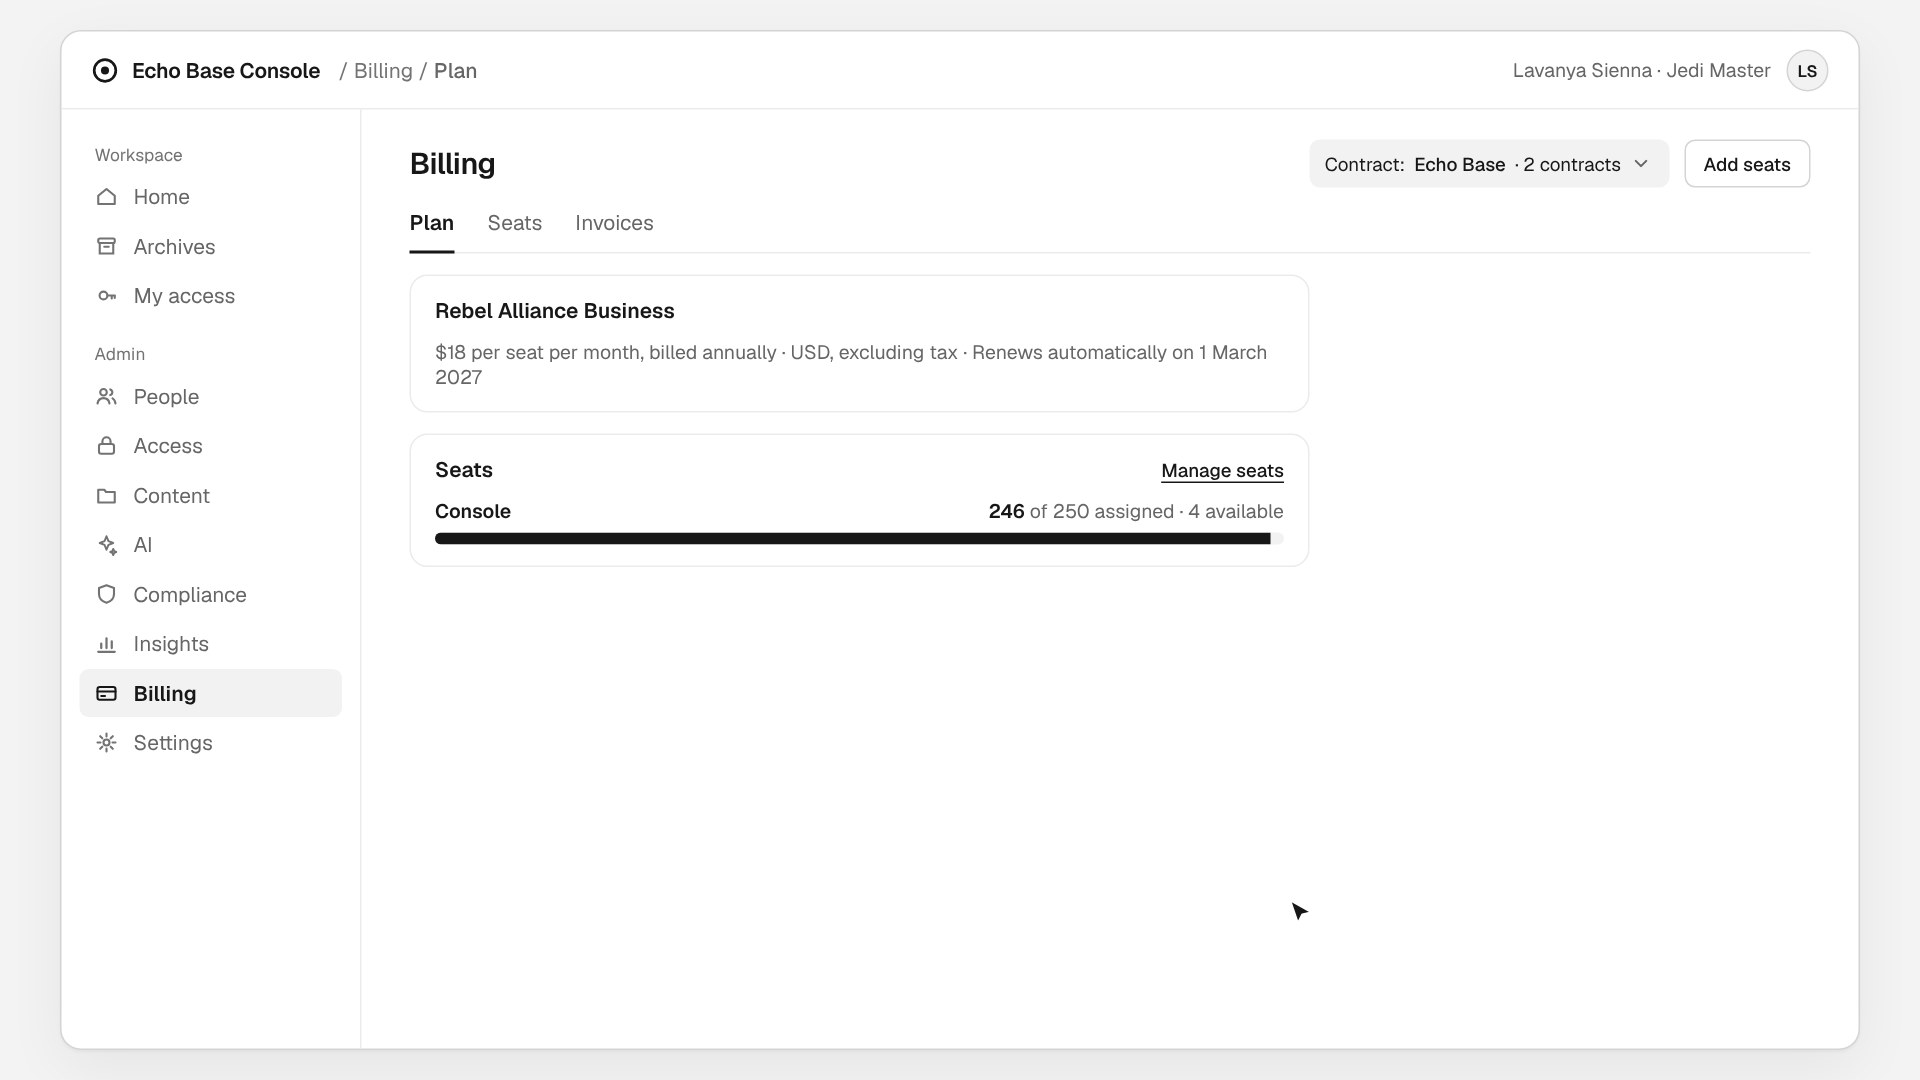 Echo Base Console / Billing / Plan
Lavanya Sienna · Jedi Master LS
Workspace
Home
Archives
My access
Admin
People
Access
Content
AI
Compliance
Insights
Billing
Settings
Billing
Contract: Echo Base · 2 contracts
Add seats
Plan Seats Invoices
Rebel Alliance Business
$18 per seat per month, billed annually · USD, excluding tax · Renews automatically on 1 March
2027
Seats
Manage seats
Console
246 of 250 assigned · 4 available